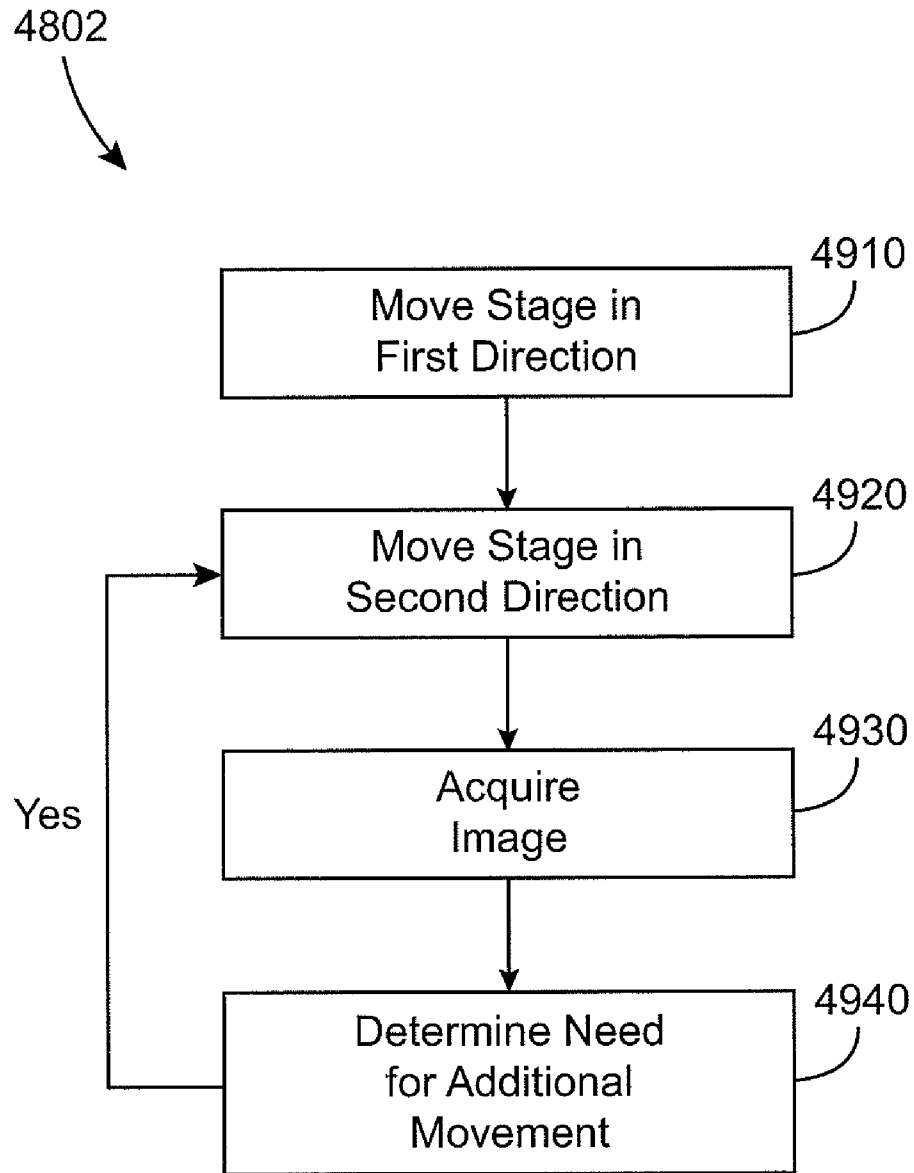 4802
4910
Move Stage in
First Direction
4920
Move Stage in
Second Direction
4930
Acquire
Image
Yes
4940
Determine Need
for Additional
Movement